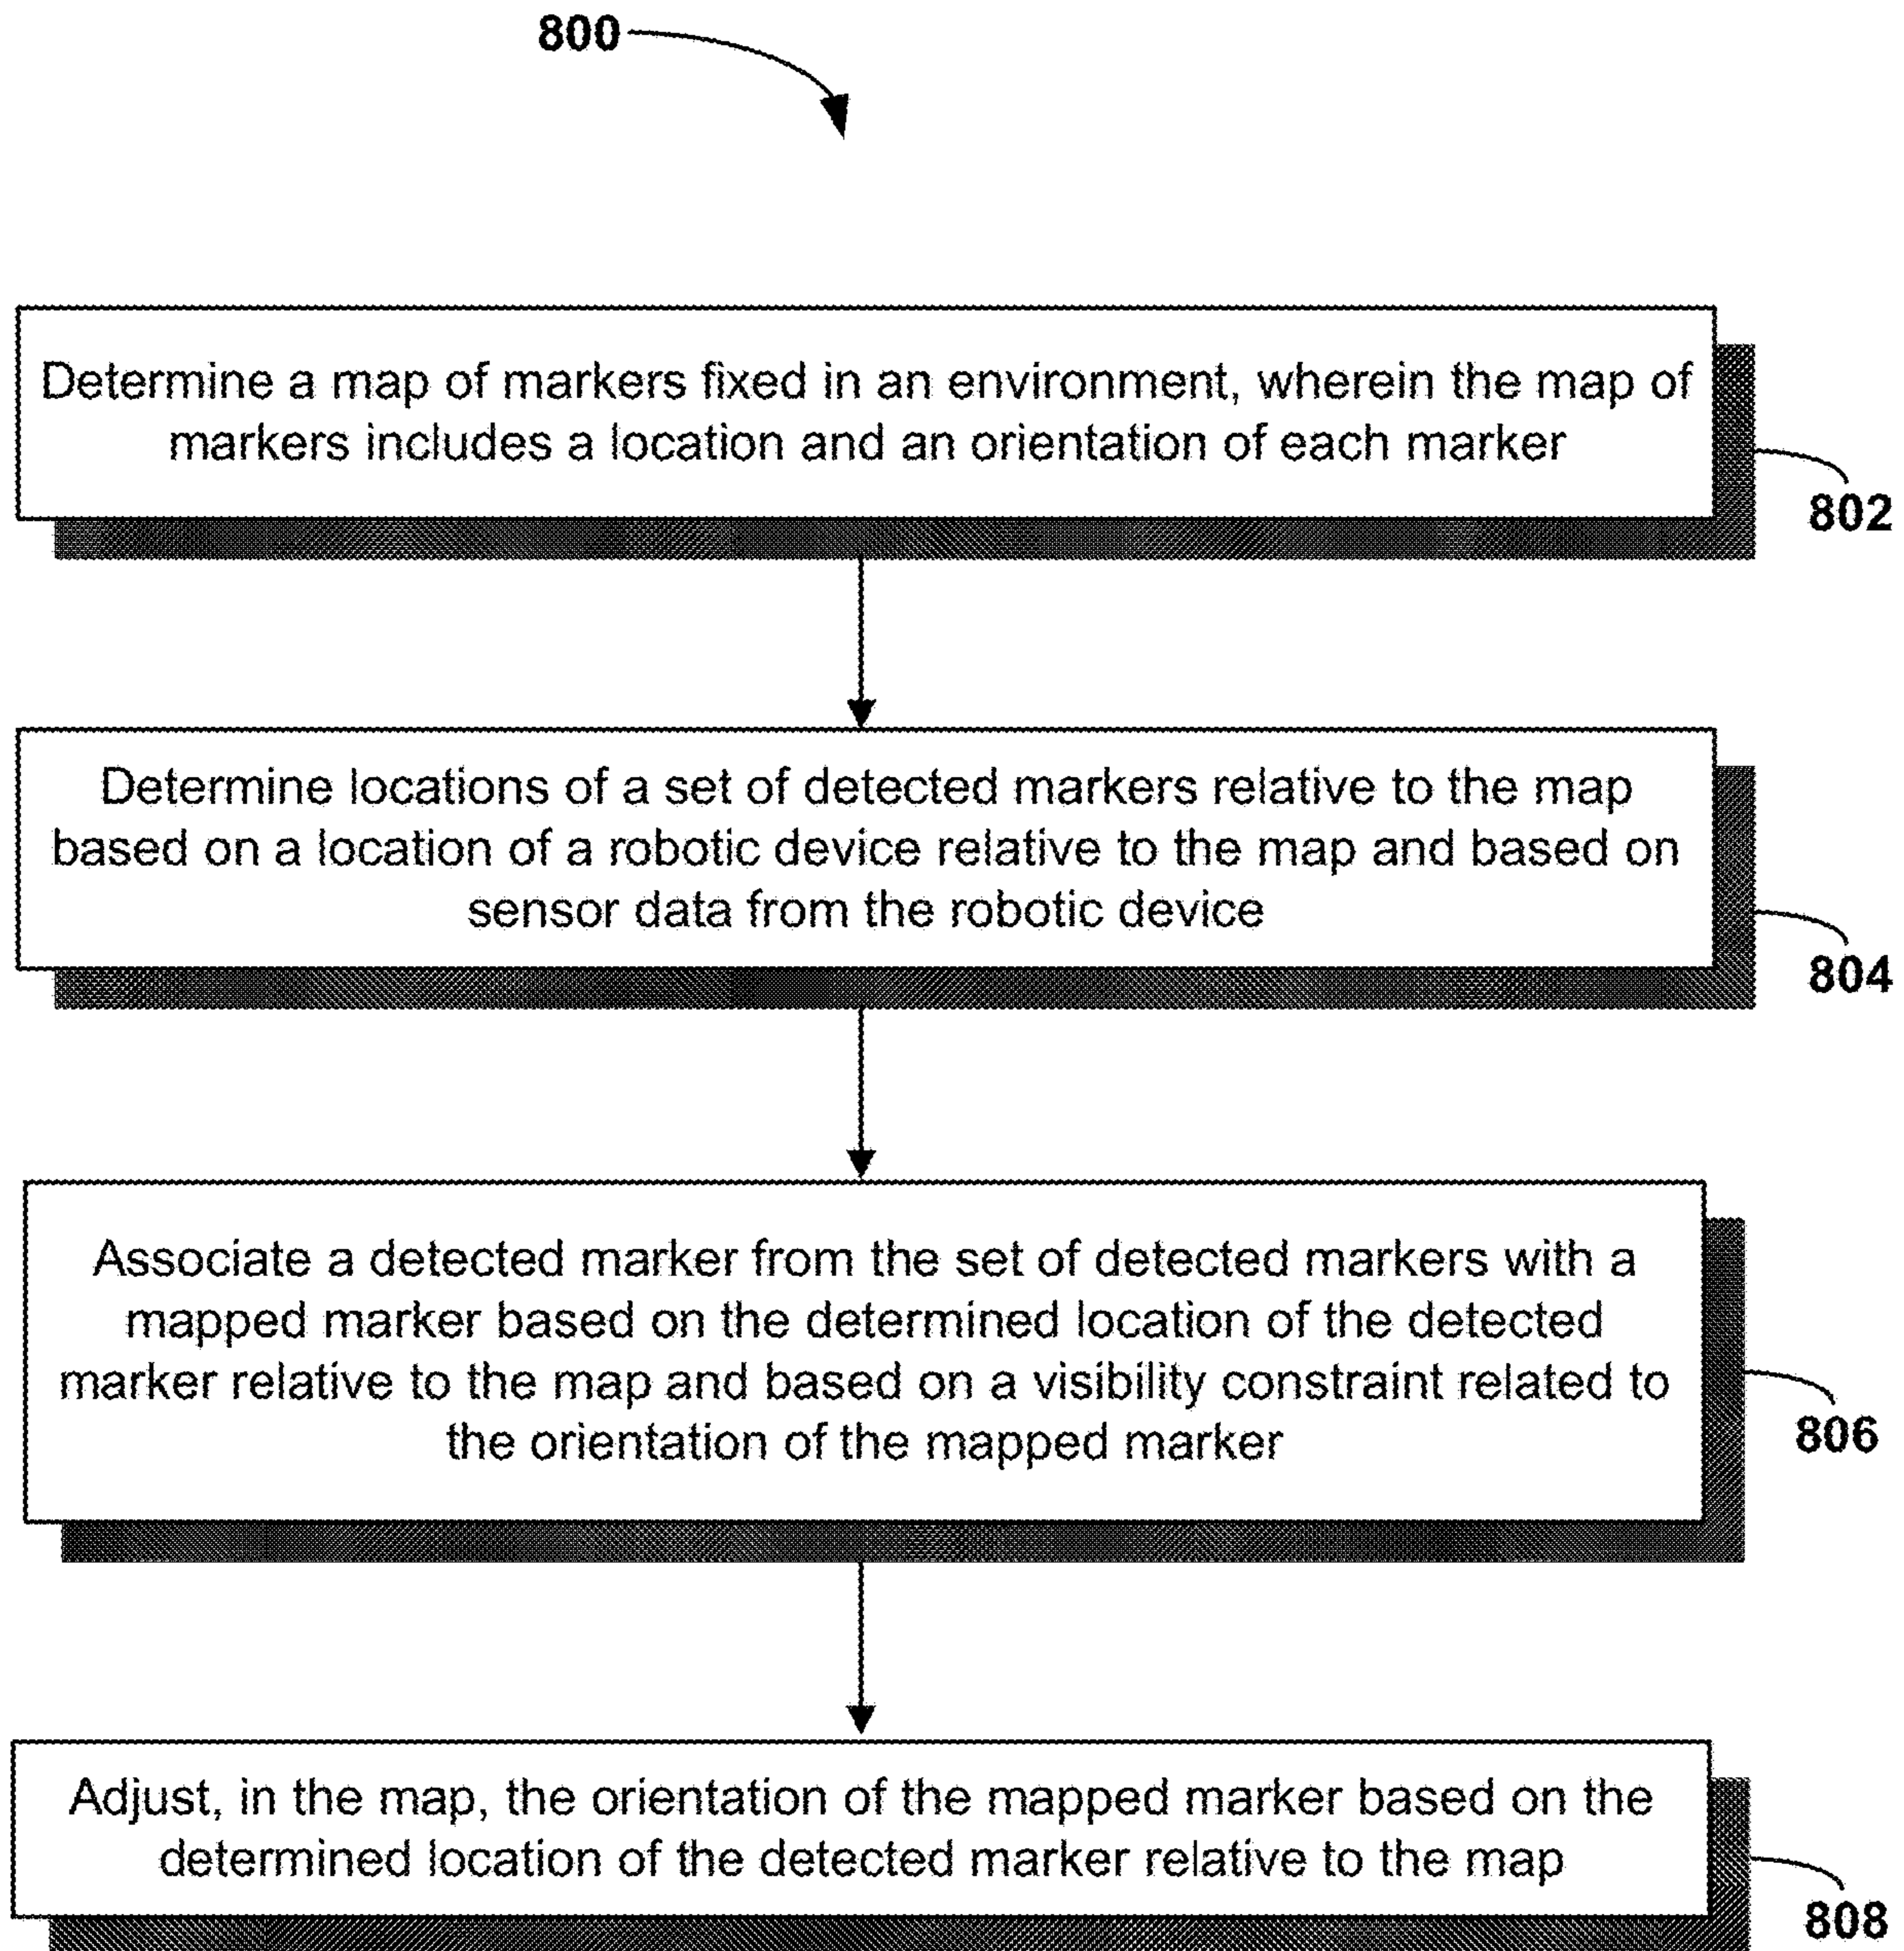 800
Determine a map of markers fixed in an environment, wherein the map of
markers includes a location and an orientation of each marker
802
Determine locations of a set of detected markers relative to the map
based on a location of a robotic device relative to the map and based on
sensor data from the robotic device
804
Associate a detected marker from the set of detected markers with a
mapped marker based on the determined location of the detected
marker relative to the map and based on a visibility constraint related to
the orientation of the mapped marker
806
Adjust, in the map, the orientation of the mapped marker based on the
determined location of the detected marker relative to the map
808